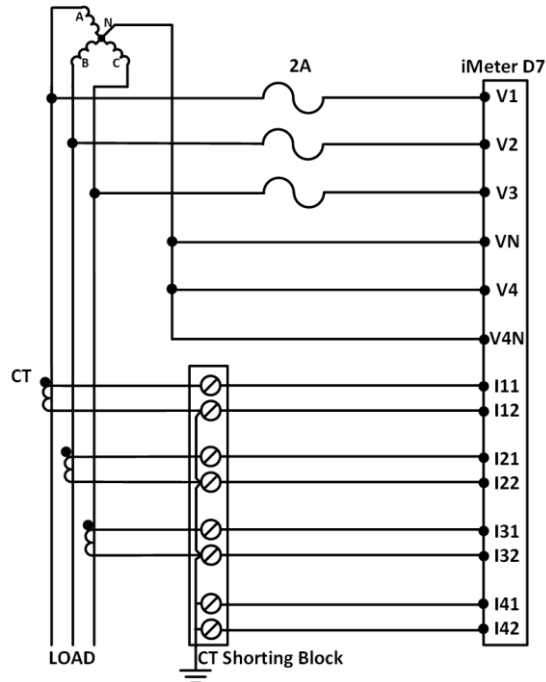 A
N
B
C
2A
iMeter D7
V1
V2
V3
VN
V4
V4N
CT
I11
I12
I21
I22
I31
I32
I41
I42
LOAD
CT Shorting Block